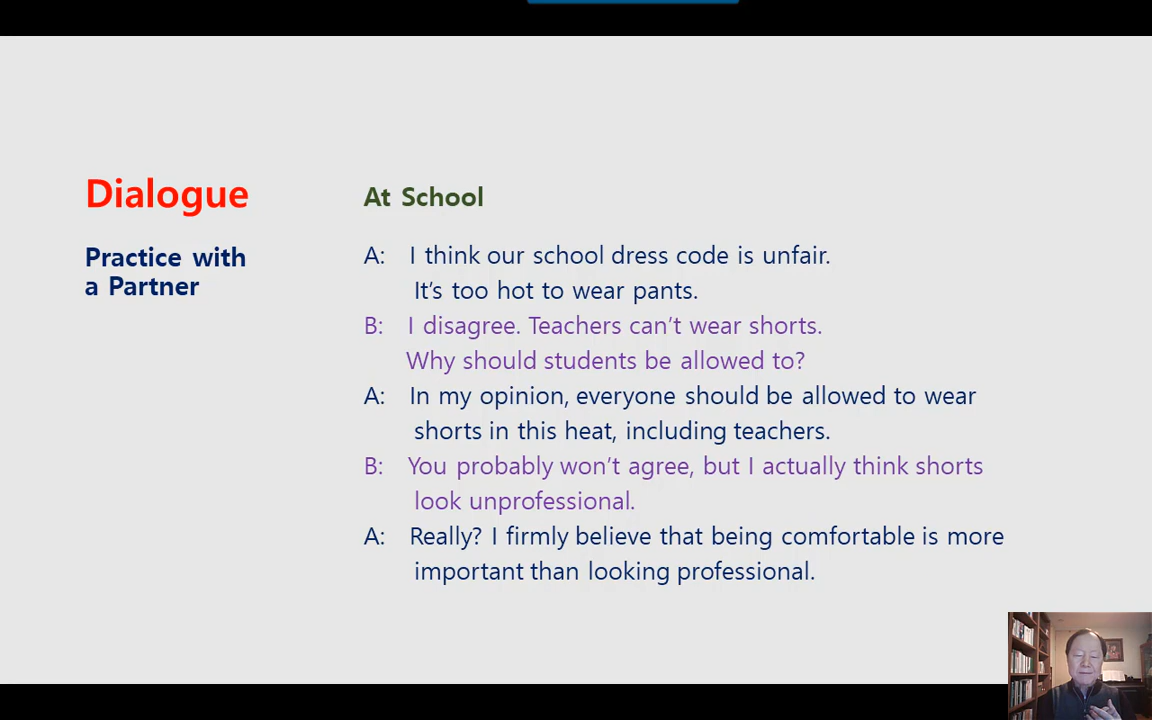 Dialogue
Practice with
a Partner
At School
A: I think our school dress code is unfair.
It's too hot to wear pants.
B: I disagree. Teachers can't wear shorts.
Why should students be allowed to?
A: In my opinion, everyone should be allowed to wear
shorts in this heat, including teachers.
B: You probably won't agree, but I actually think shorts
look unprofessional.
A: Really? I firmly believe that being comfortable is more
important than looking professional.